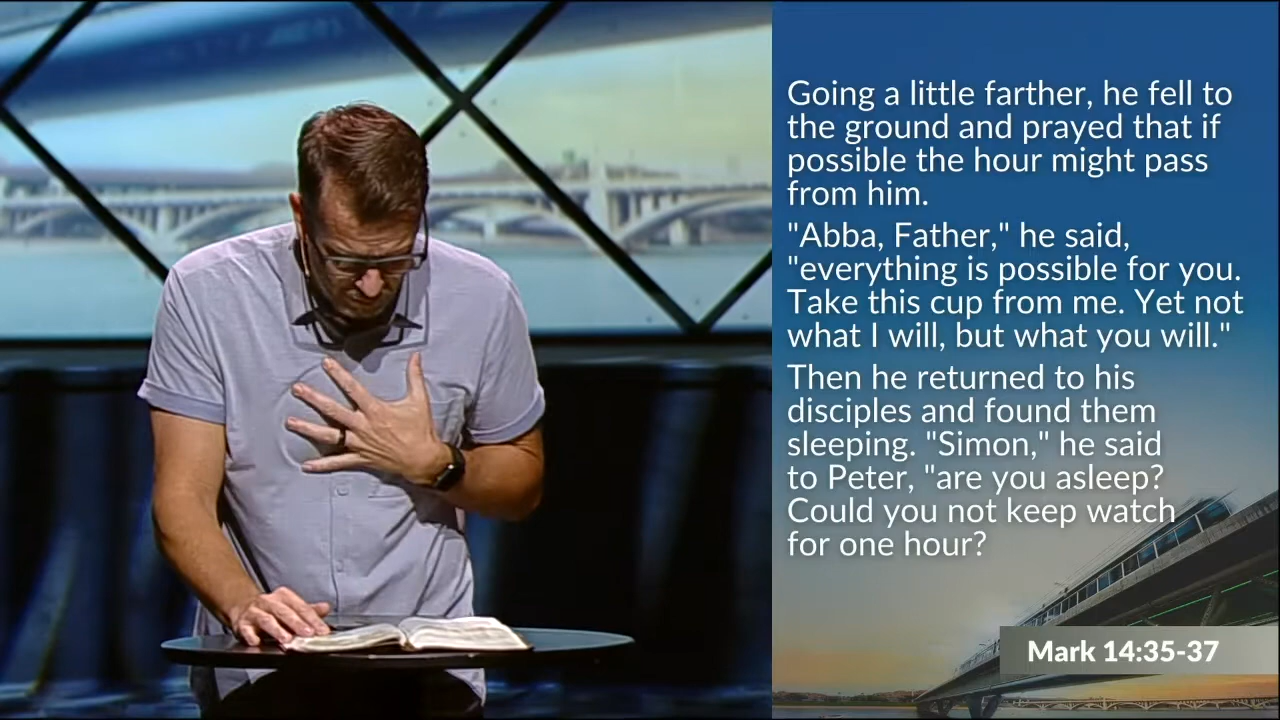 Going a little farther, he fell to
the ground and prayed that if
possible the hour might pass
from him.
"Abba, Father," he said,
"everything is possible for you.
Take this cup from me. Yet not
what I will, but what you will."
Then he returned to his
disciples and found them
sleeping. "Simon," he said
to Peter, "are you asleep?
Could you not keep watch
for one hour?
Mark 14:35-37